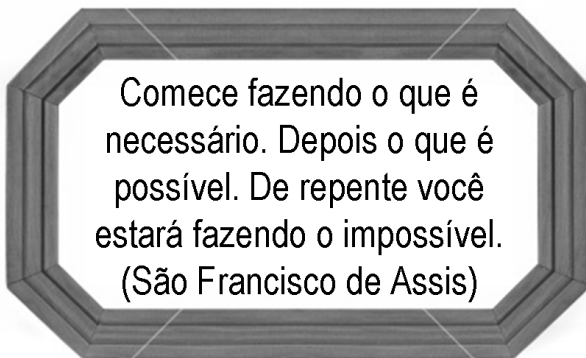 Comece fazendo o que é
necessário. Depois o que é
possível. De repente você
estará fazendo o impossível.
(São Francisco de Assis)